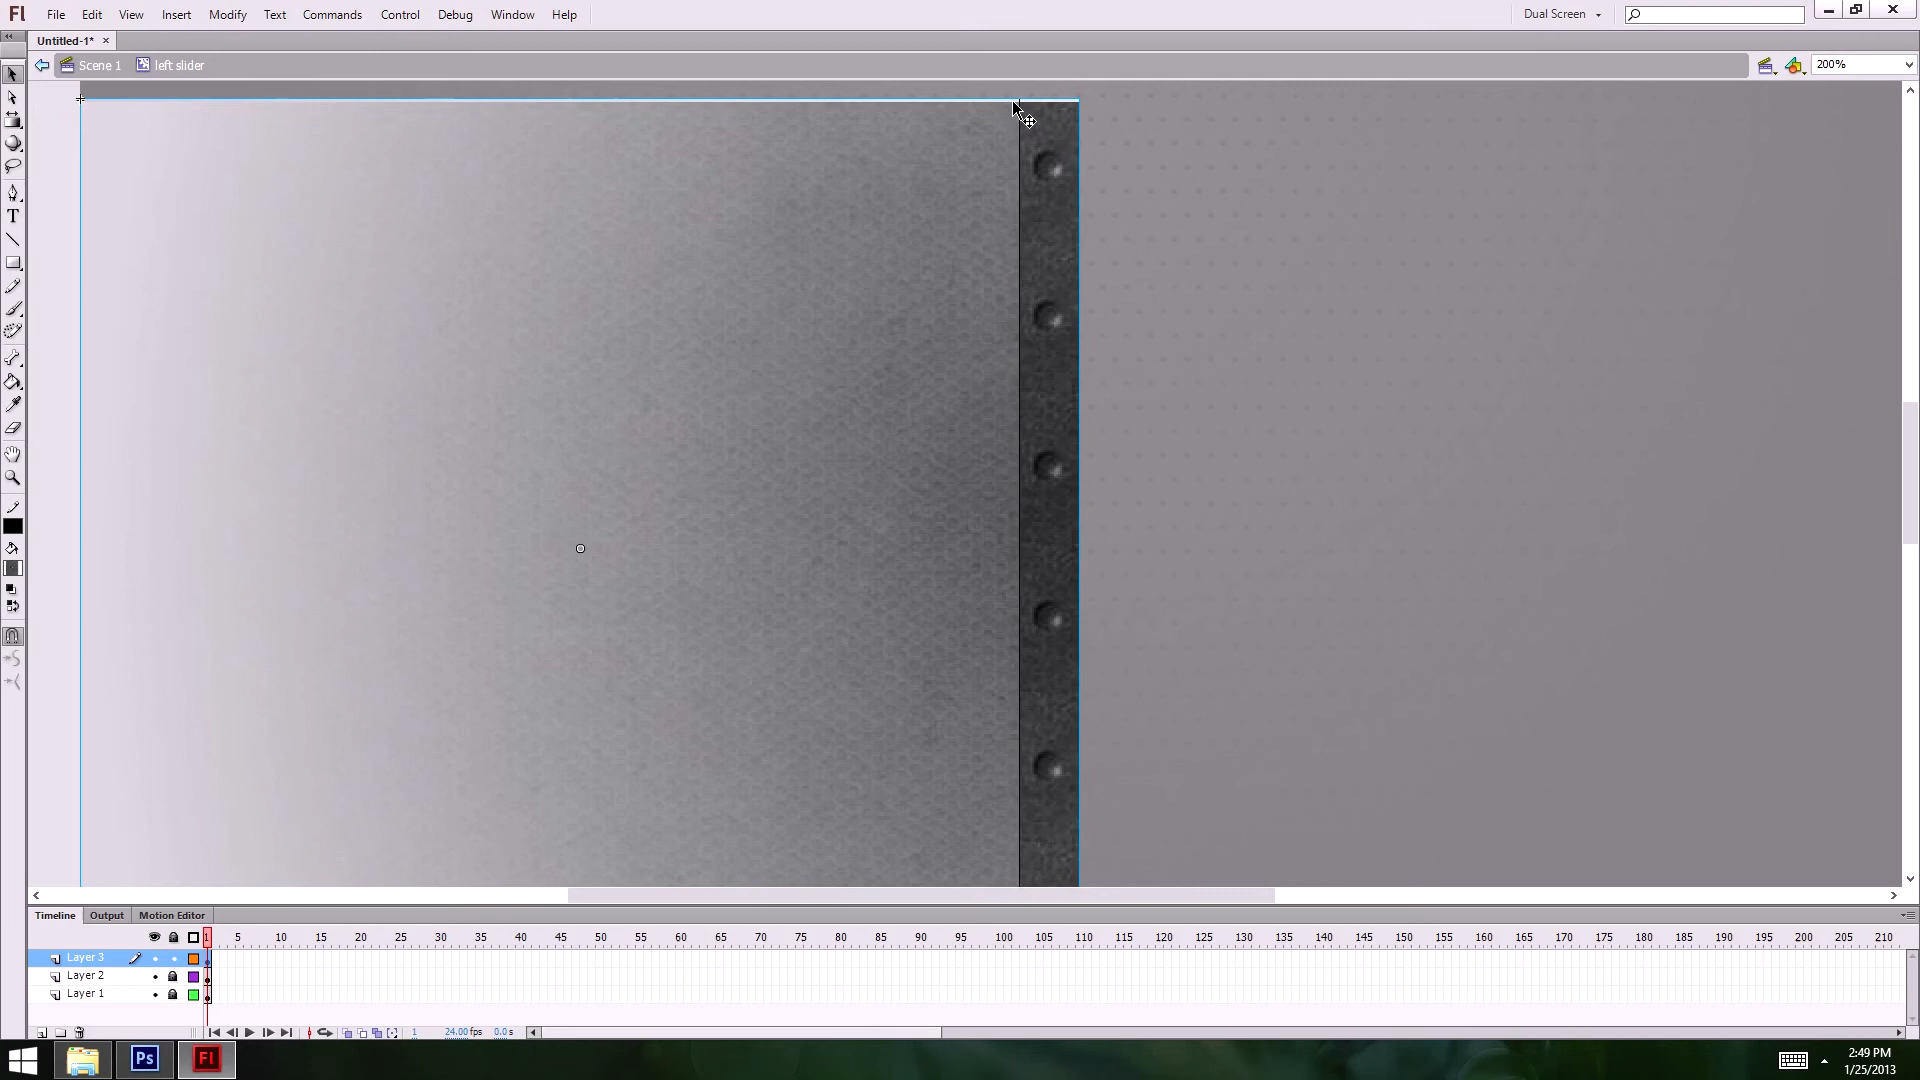 Fl File Edit View Insert Modify Text Commands Control Debug Window Help Dual Screen
Untitled-1* ×
Scene 1 left slider 200%
T
Timeline Output Motion Editor
1 5 10 15 20 25 30 35 40 45 50 55 60 65 70 75 80 85 90 95 100 105 110 115 120 125 130 135 140 145 150 155 160 165 170 175 180 185 190 195 200 205 210
Layer 3
Layer 2
Layer 1
1 24.00 fps 0.0 s
Ps Fl 2:49 PM
1/25/2013